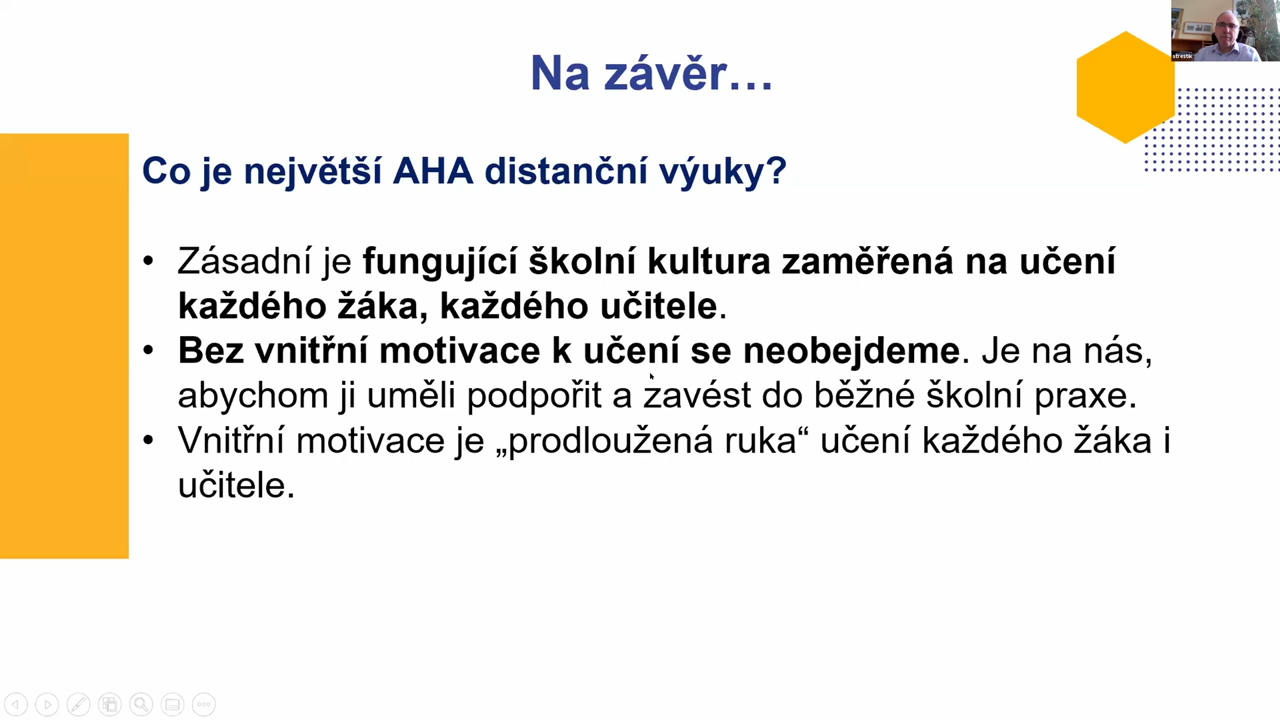 Na závěr...
Co je největší AHA distanční výuky?
• Zásadní je fungující školní kultura zaměřená na učení
každého žáka, každého učitele.
• Bez vnitřní motivace k učení se neobejdeme. Je na nás,
abychom ji uměli podpořit a zavést do běžné školní praxe.
• Vnitřní motivace je „prodloužená ruka“ učení každého žáka i
učitele.